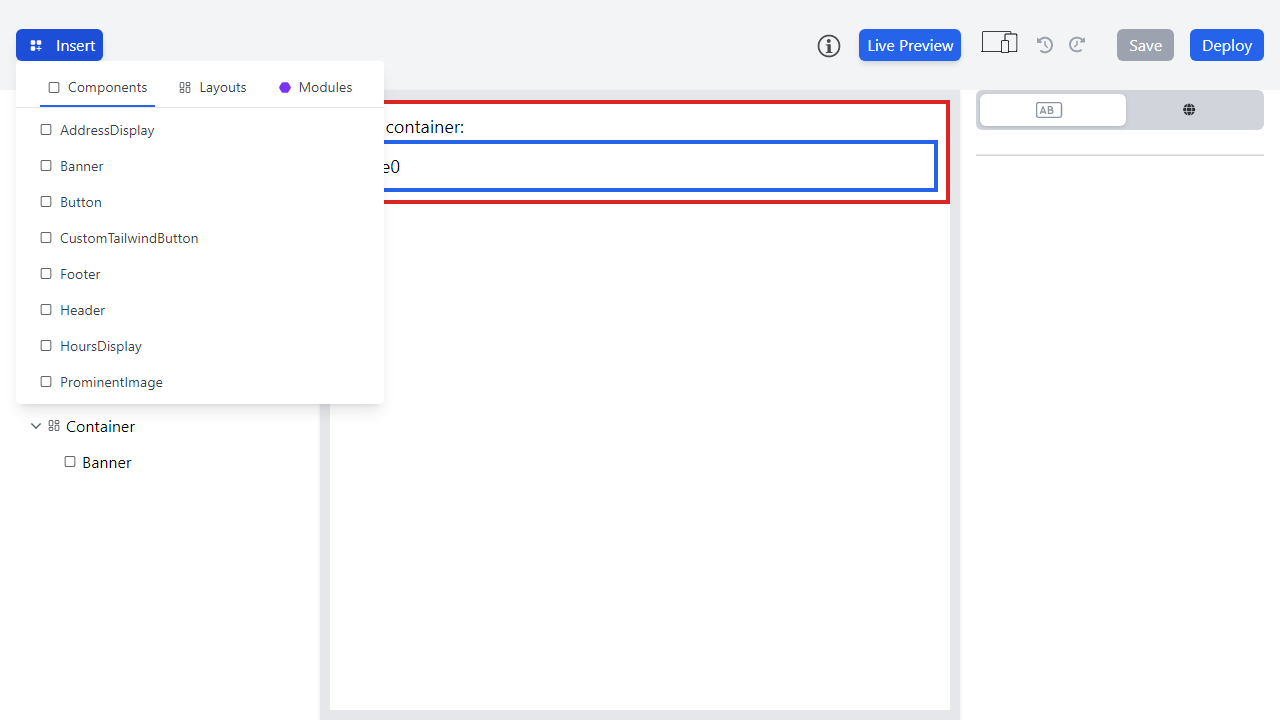 Insert
Live Preview
Save
Deploy
Components
Layouts
Modules
AddressDisplay
container:
Banner
e0
Button
CustomTailwindButton
Footer
Header
HoursDisplay
ProminentImage
Container
Banner
AB